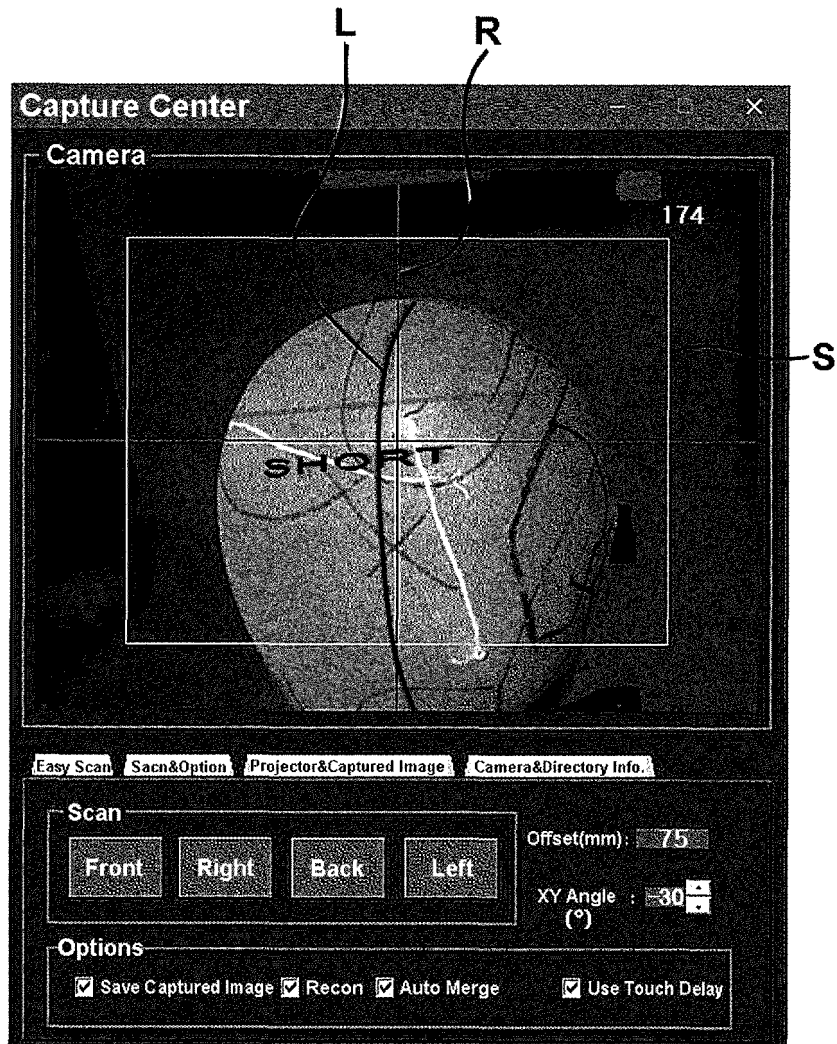 L R
Capture Center
Camera
174
S
SHORT
Easy Scan Sacn&Option Projector&Captured Image Camera&Directory Info.
Scan
Front Right Back Left
Offset(mm): 75
XY Angle : -30
(°)
Options
Save Captured Image Recon Auto Merge Use Touch Delay